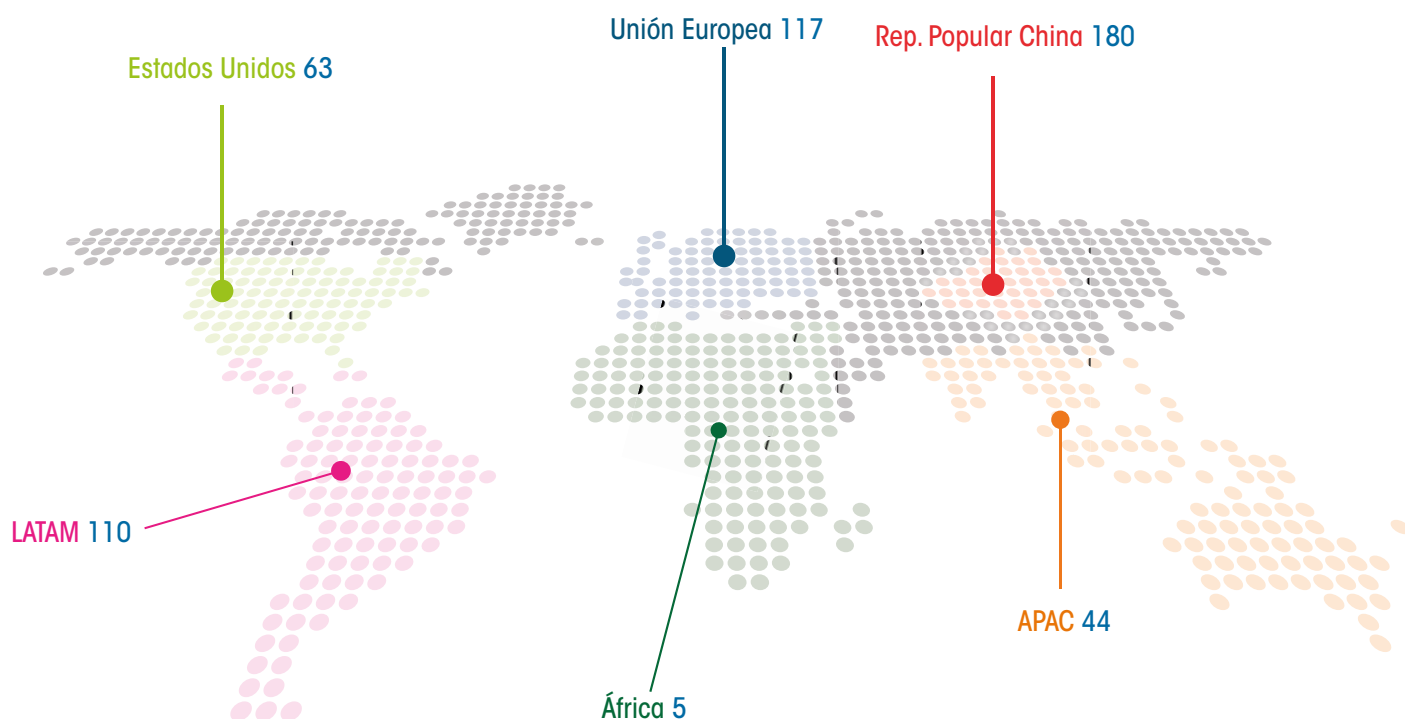 Unión Europea 117
Rep. Popular China 180
Estados Unidos 63
LATAM 110
APAC 44
África 5